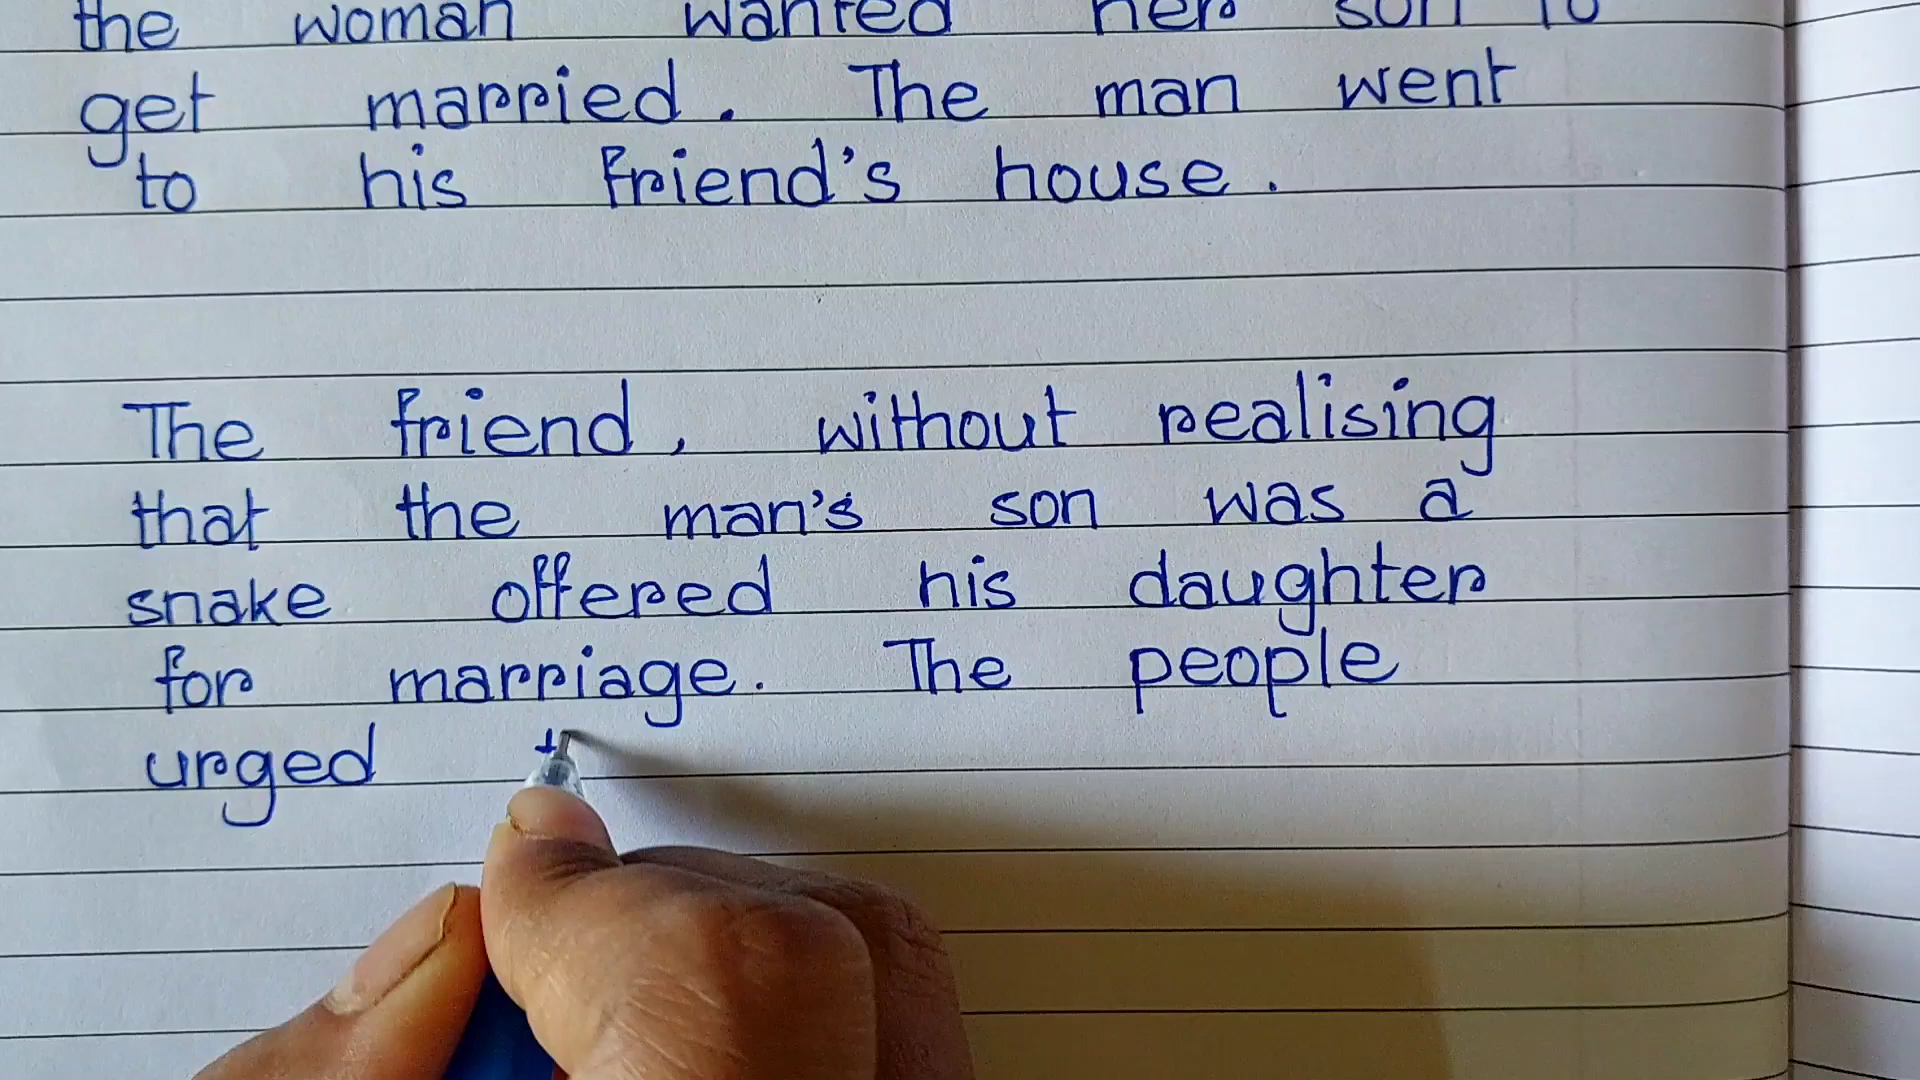 the woman wanted her son to
get married. The man went
to his friend's house.
The friend, without realising
that the man's son was a
snake offered his daughter
for marriage. The people
urged